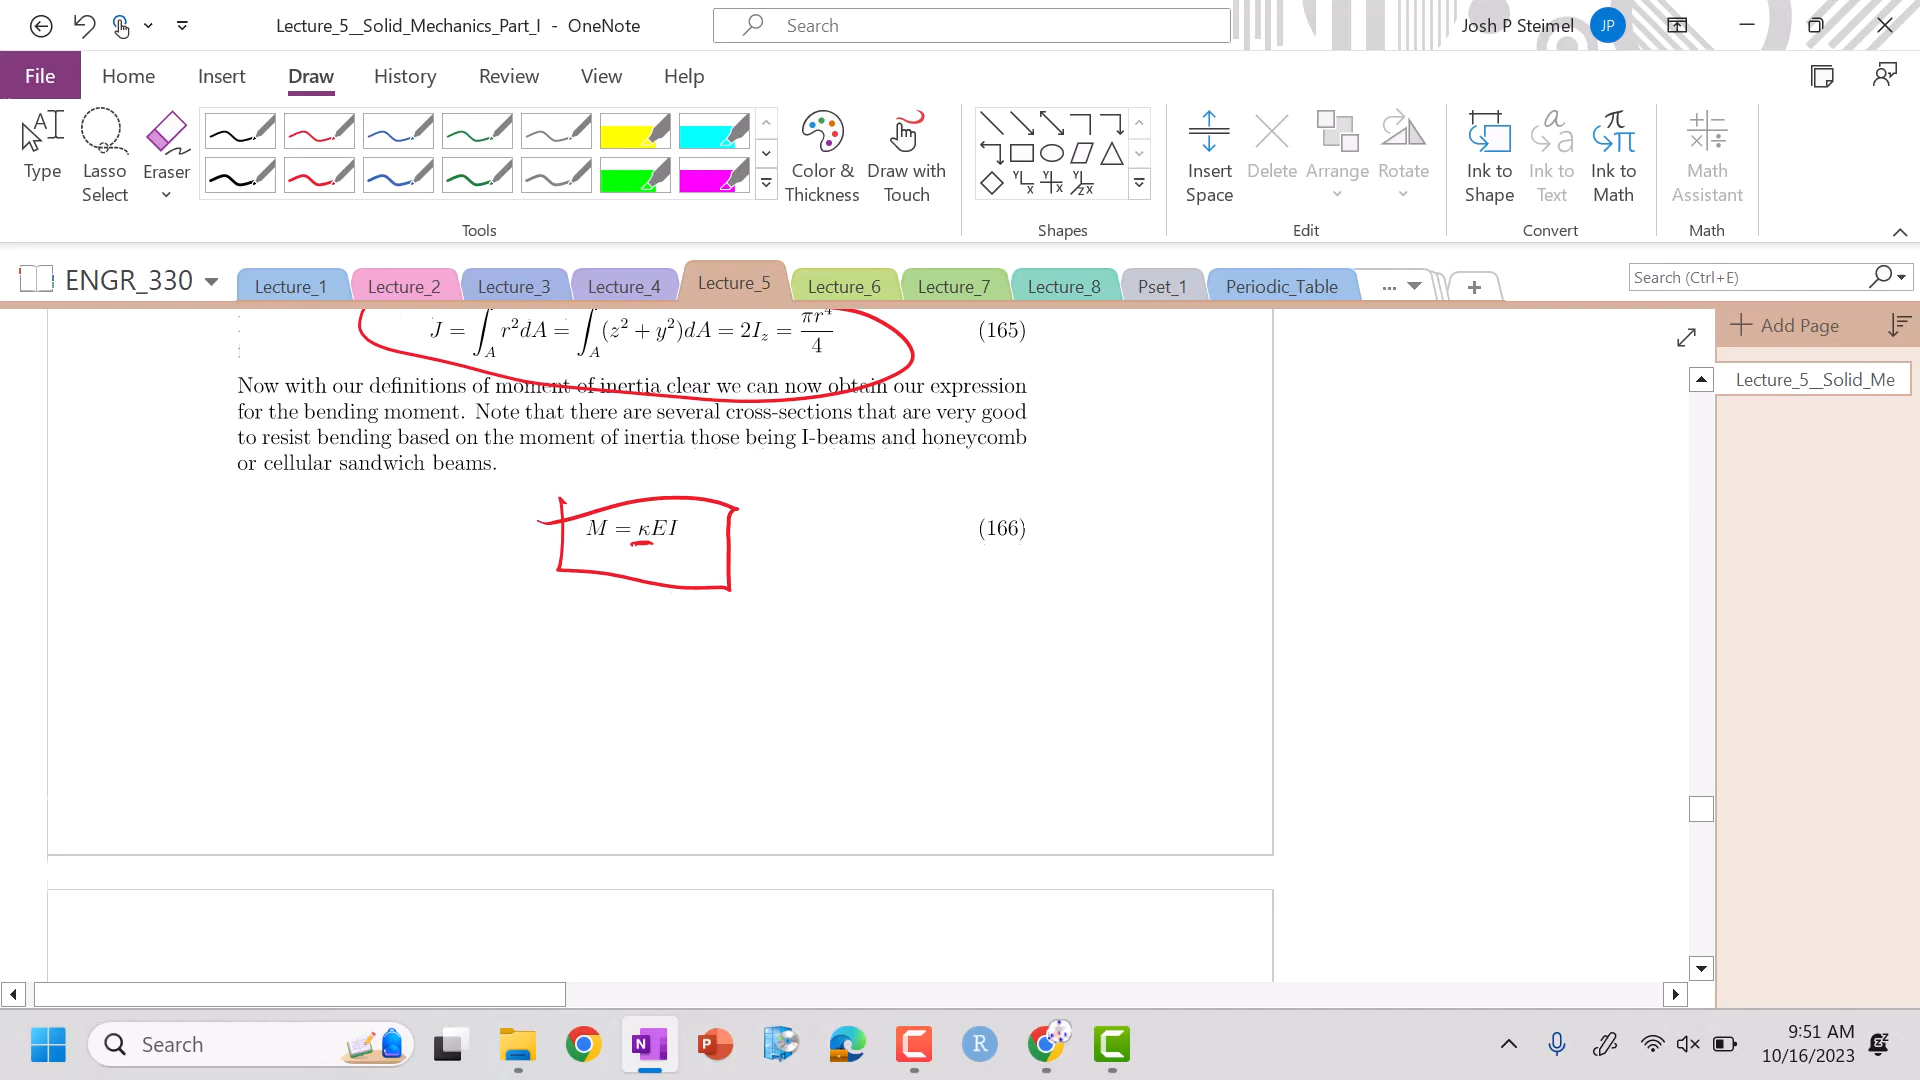 Lecture_5__Solid_Mechanics_Part_I - OneNote
Search
Josh P Steimel
JP
File Home Insert Draw History Review View Help
Type
Lasso Select
Eraser
Color & Thickness
Draw with Touch
Insert Space
Delete
Arrange
Rotate
Ink to Shape
Ink to Text
Ink to Math
Math Assistant
Tools
Shapes
Edit
Convert
Math
ENGR_330
Lecture_1 Lecture_2 Lecture_3 Lecture_4 Lecture_5 Lecture_6 Lecture_7 Lecture_8 Pset_1 Periodic_Table ... +
Search (Ctrl+E)
Add Page
Lecture_5__Solid_Me
J = ∫_A r²dA = ∫_A (z² + y²)dA = 2I_z = πr⁴/4 (165)
Now with our definitions of moment of inertia clear we can now obtain our expression
for the bending moment. Note that there are several cross-sections that are very good
to resist bending based on the moment of inertia those being I-beams and honeycomb
or cellular sandwich beams.
M = κEI (166)
Search
9:51 AM
10/16/2023